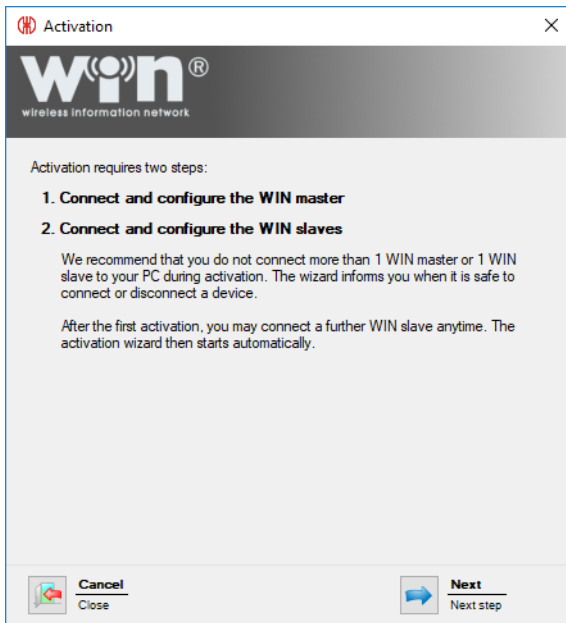 Activation
WIN®
wireless information network
Activation requires two steps:
1. Connect and configure the WIN master
2. Connect and configure the WIN slaves
We recommend that you do not connect more than 1 WIN master or 1 WIN
slave to your PC during activation. The wizard informs you when it is safe to
connect or disconnect a device.
After the first activation, you may connect a further WIN slave anytime. The
activation wizard then starts automatically.
Cancel
Close
Next
Next step